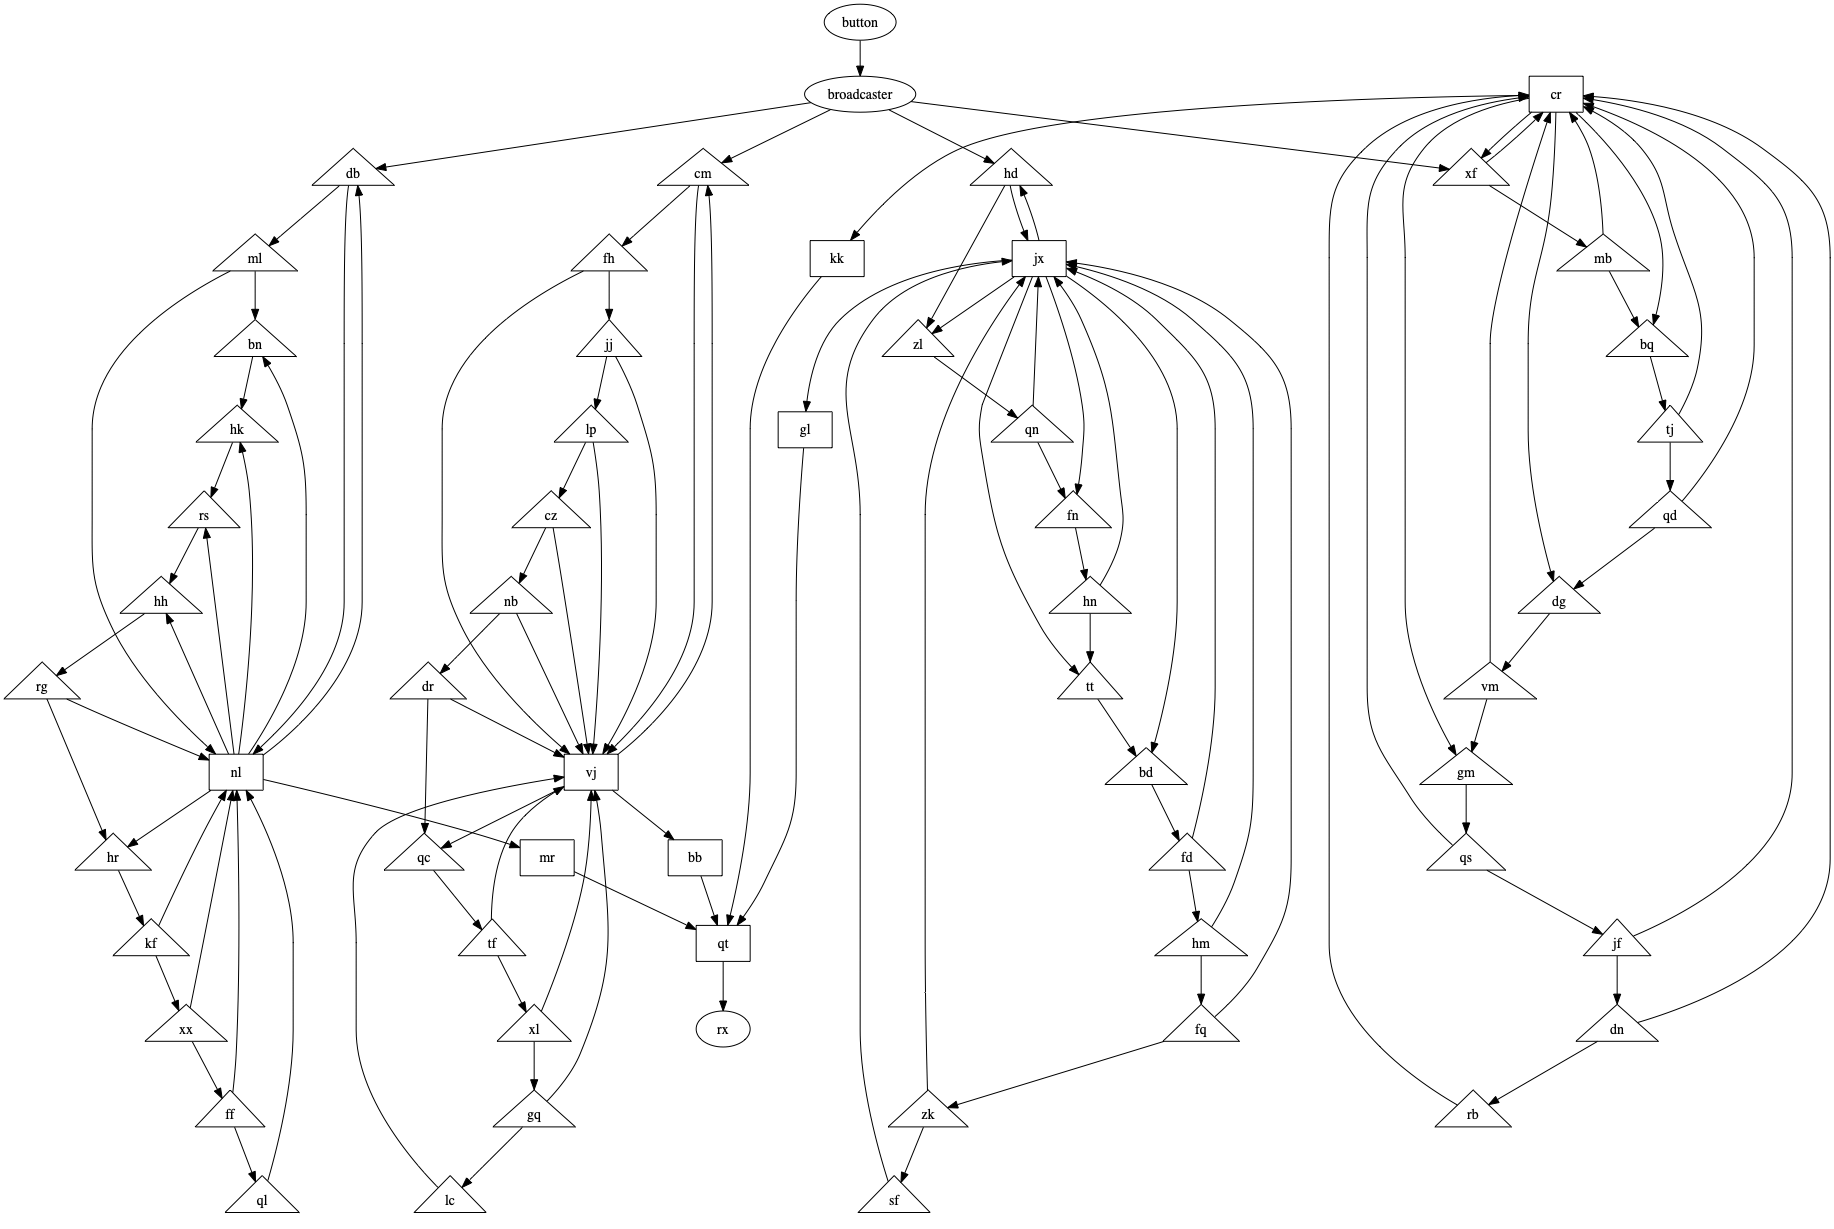 button
broadcaster
cr
db
cm
hd
xf
ml
fh
kk
jx
mb
bn
jj
zl
bq
hk
lp
gl
qn
tj
rs
cz
fn
qd
hh
nb
hn
dg
rg
dr
tt
vm
nl
vj
bd
gm
hr
qc
mr
bb
fd
qs
kf
tf
qt
hm
jf
xx
xl
rx
fq
dn
ff
gq
zk
rb
ql
lc
sf